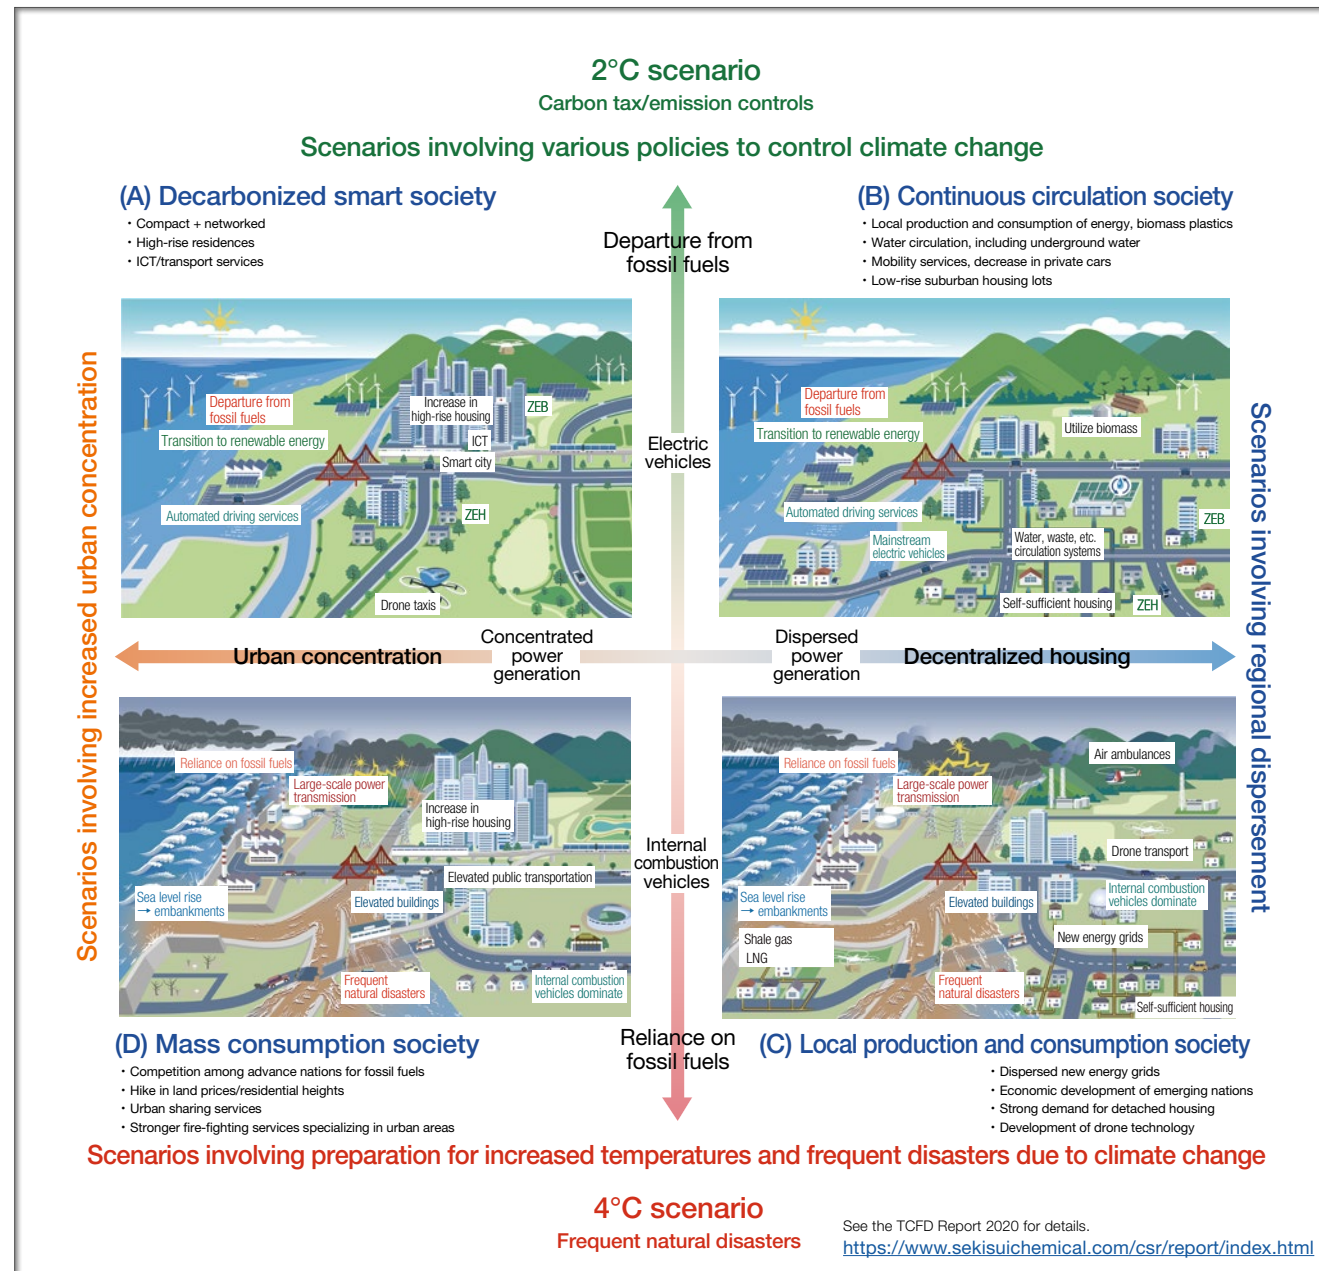 2°C scenario
Carbon tax/emission controls
Scenarios involving various policies to control climate change
(A) Decarbonized smart society
・Compact + networked
・High-rise residences
・ICT/transport services
(B) Continuous circulation society
・Local production and consumption of energy, biomass plastics
・Water circulation, including underground water
・Mobility services, decrease in private cars
・Low-rise suburban housing lots
Departure from
fossil fuels
Scenarios involving increased urban concentration
Departure from
fossil fuels
Transition to renewable energy
Increase in
high-rise housing
ZEB
ICT
Smart city
Automated driving services
ZEH
Drone taxis
Electric
vehicles
Departure from
fossil fuels
Transition to renewable energy
Utilize biomass
Automated driving services
ZEB
Mainstream
electric vehicles
Water, waste, etc.
circulation systems
Self-sufficient housing
ZEH
Scenarios involving regional dispersement
Urban concentration
Concentrated
power
generation
Dispersed
power
generation
Decentralized housing
Reliance on fossil fuels
Large-scale power
transmission
Increase in
high-rise housing
Elevated public transportation
Sea level rise
→ embankments
Elevated buildings
Frequent
natural disasters
Internal combustion
vehicles dominate
Internal
combustion
vehicles
Reliance on fossil fuels
Large-scale power
transmission
Air ambulances
Drone transport
Sea level rise
→ embankments
Elevated buildings
Internal combustion
vehicles dominate
Shale gas
LNG
New energy grids
Frequent
natural disasters
Self-sufficient housing
Reliance on
fossil fuels
(D) Mass consumption society
・Competition among advance nations for fossil fuels
・Hike in land prices/residential heights
・Urban sharing services
・Stronger fire-fighting services specializing in urban areas
(C) Local production and consumption society
・Dispersed new energy grids
・Economic development of emerging nations
・Strong demand for detached housing
・Development of drone technology
Scenarios involving preparation for increased temperatures and frequent disasters due to climate change
4°C scenario
Frequent natural disasters
See the TCFD Report 2020 for details.
https://www.sekisuichemical.com/csr/report/index.html